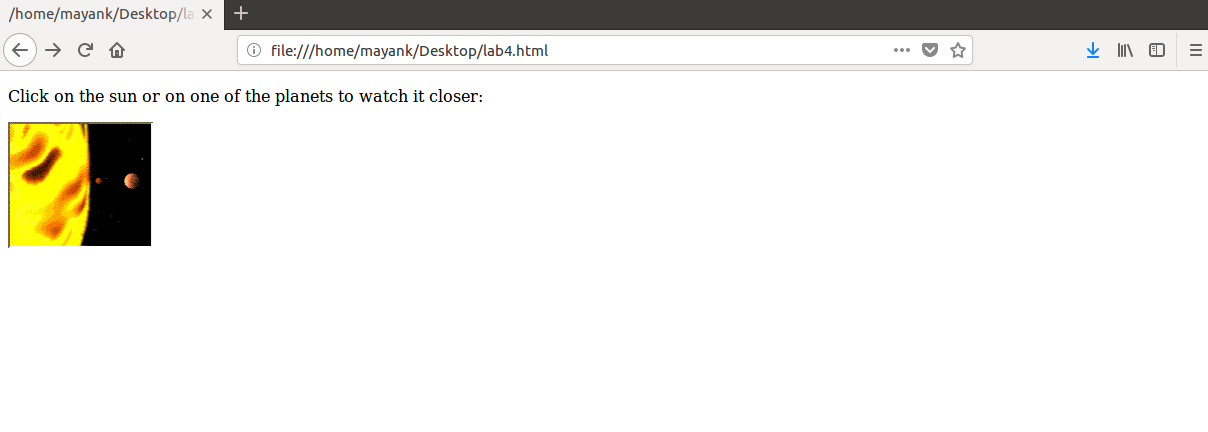 /home/mayank/Desktop/la
file:///home/mayank/Desktop/lab4.html
Click on the sun or on one of the planets to watch it closer: